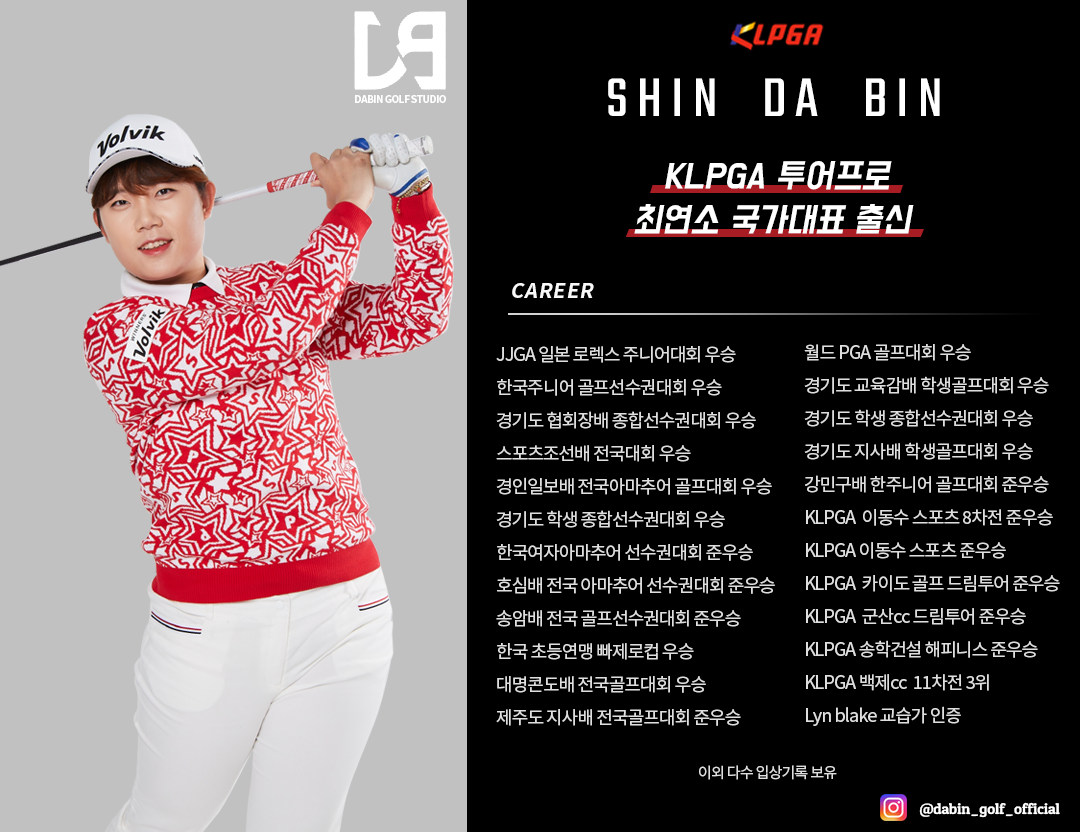 DABIN GOLF STUDIO
Volvik
WINNERS
Volvik
KLPGA
SHIN DA BIN
KLPGA 투어프로
최연소 국가대표 출신
CAREER
JJGA 일본 로렉스 주니어대회 우승
한국주니어 골프선수권대회 우승
경기도 협회장배 종합선수권대회 우승
스포츠조선배 전국대회 우승
경인일보배 전국아마추어 골프대회 우승
경기도 학생 종합선수권대회 우승
한국여자아마추어 선수권대회 준우승
호심배 전국 아마추어 선수권대회 준우승
송암배 전국 골프선수권대회 준우승
한국 초등연맹 빠제로컵 우승
대명콘도배 전국골프대회 우승
제주도 지사배 전국골프대회 준우승
월드 PGA 골프대회 우승
경기도 교육감배 학생골프대회 우승
경기도 학생 종합선수권대회 우승
경기도 지사배 학생골프대회 우승
강민구배 한주니어 골프대회 준우승
KLPGA 이동수 스포츠 8차전 준우승
KLPGA 이동수 스포츠 준우승
KLPGA 카이도 골프 드림투어 준우승
KLPGA 군산cc 드림투어 준우승
KLPGA 송학건설 해피니스 준우승
KLPGA 백제cc 11차전 3위
Lyn blake 교습가 인증
이외 다수 입상기록 보유
@dabin_golf_official